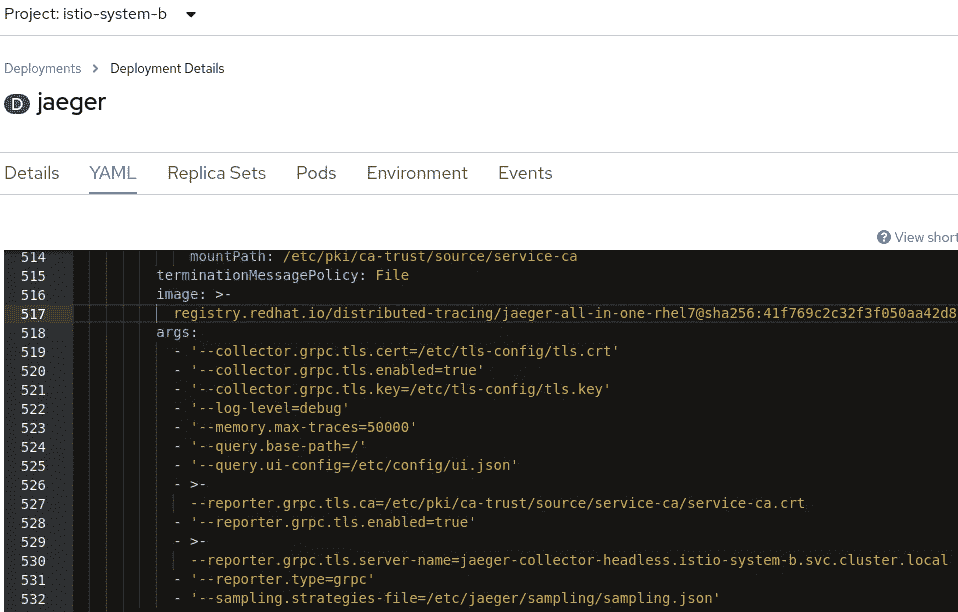 Project: istio-system-b
Deployments > Deployment Details
D jaeger
Details YAML Replica Sets Pods Environment Events
? View short
514 mountPath: /etc/pki/ca-trust/source/service-ca
515 terminationMessagePolicy: File
516 image: >-
517 registry.redhat.io/distributed-tracing/jaeger-all-in-one-rhel7@sha256:41f769c2c32f3f050aa42d8
518 args:
519 - '--collector.grpc.tls.cert=/etc/tls-config/tls.crt'
520 - '--collector.grpc.tls.enabled=true'
521 - '--collector.grpc.tls.key=/etc/tls-config/tls.key'
522 - '--log-level=debug'
523 - '--memory.max-traces=50000'
524 - '--query.base-path=/'
525 - '--query.ui-config=/etc/config/ui.json'
526 - >-
527 --reporter.grpc.tls.ca=/etc/pki/ca-trust/source/service-ca/service-ca.crt
528 - '--reporter.grpc.tls.enabled=true'
529 - >-
530 --reporter.grpc.tls.server-name=jaeger-collector-headless.istio-system-b.svc.cluster.local
531 - '--reporter.type=grpc'
532 - '--sampling.strategies-file=/etc/jaeger/sampling/sampling.json'